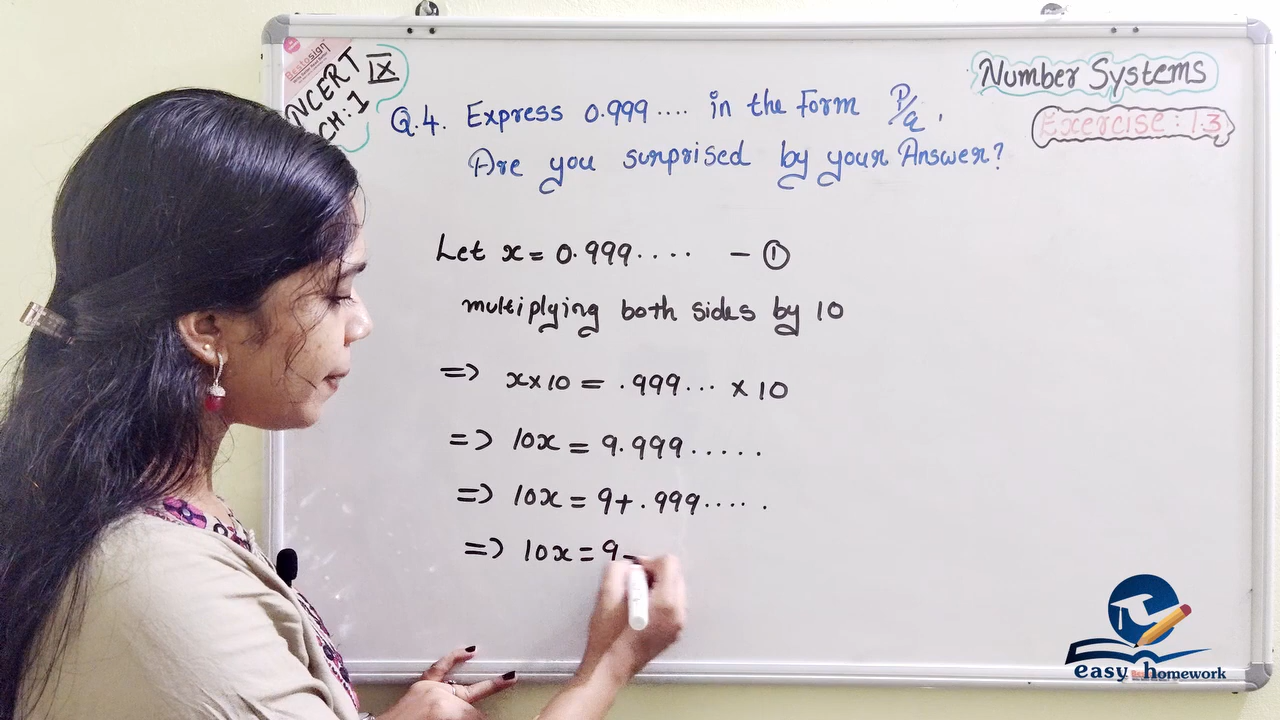 Bestosign
NCERT IX
CH:1
Number Systems
Exercise: 1.3
Q.4. Express 0.999.... in the Form P/q.
Are you surprised by your Answer?
Let x = 0.999.... - ①
multiplying both sides by 10
=> x×10 = .999... × 10
=> 10x = 9.999.....
=> 10x = 9+.999.....
=> 10x = 9
easy homework